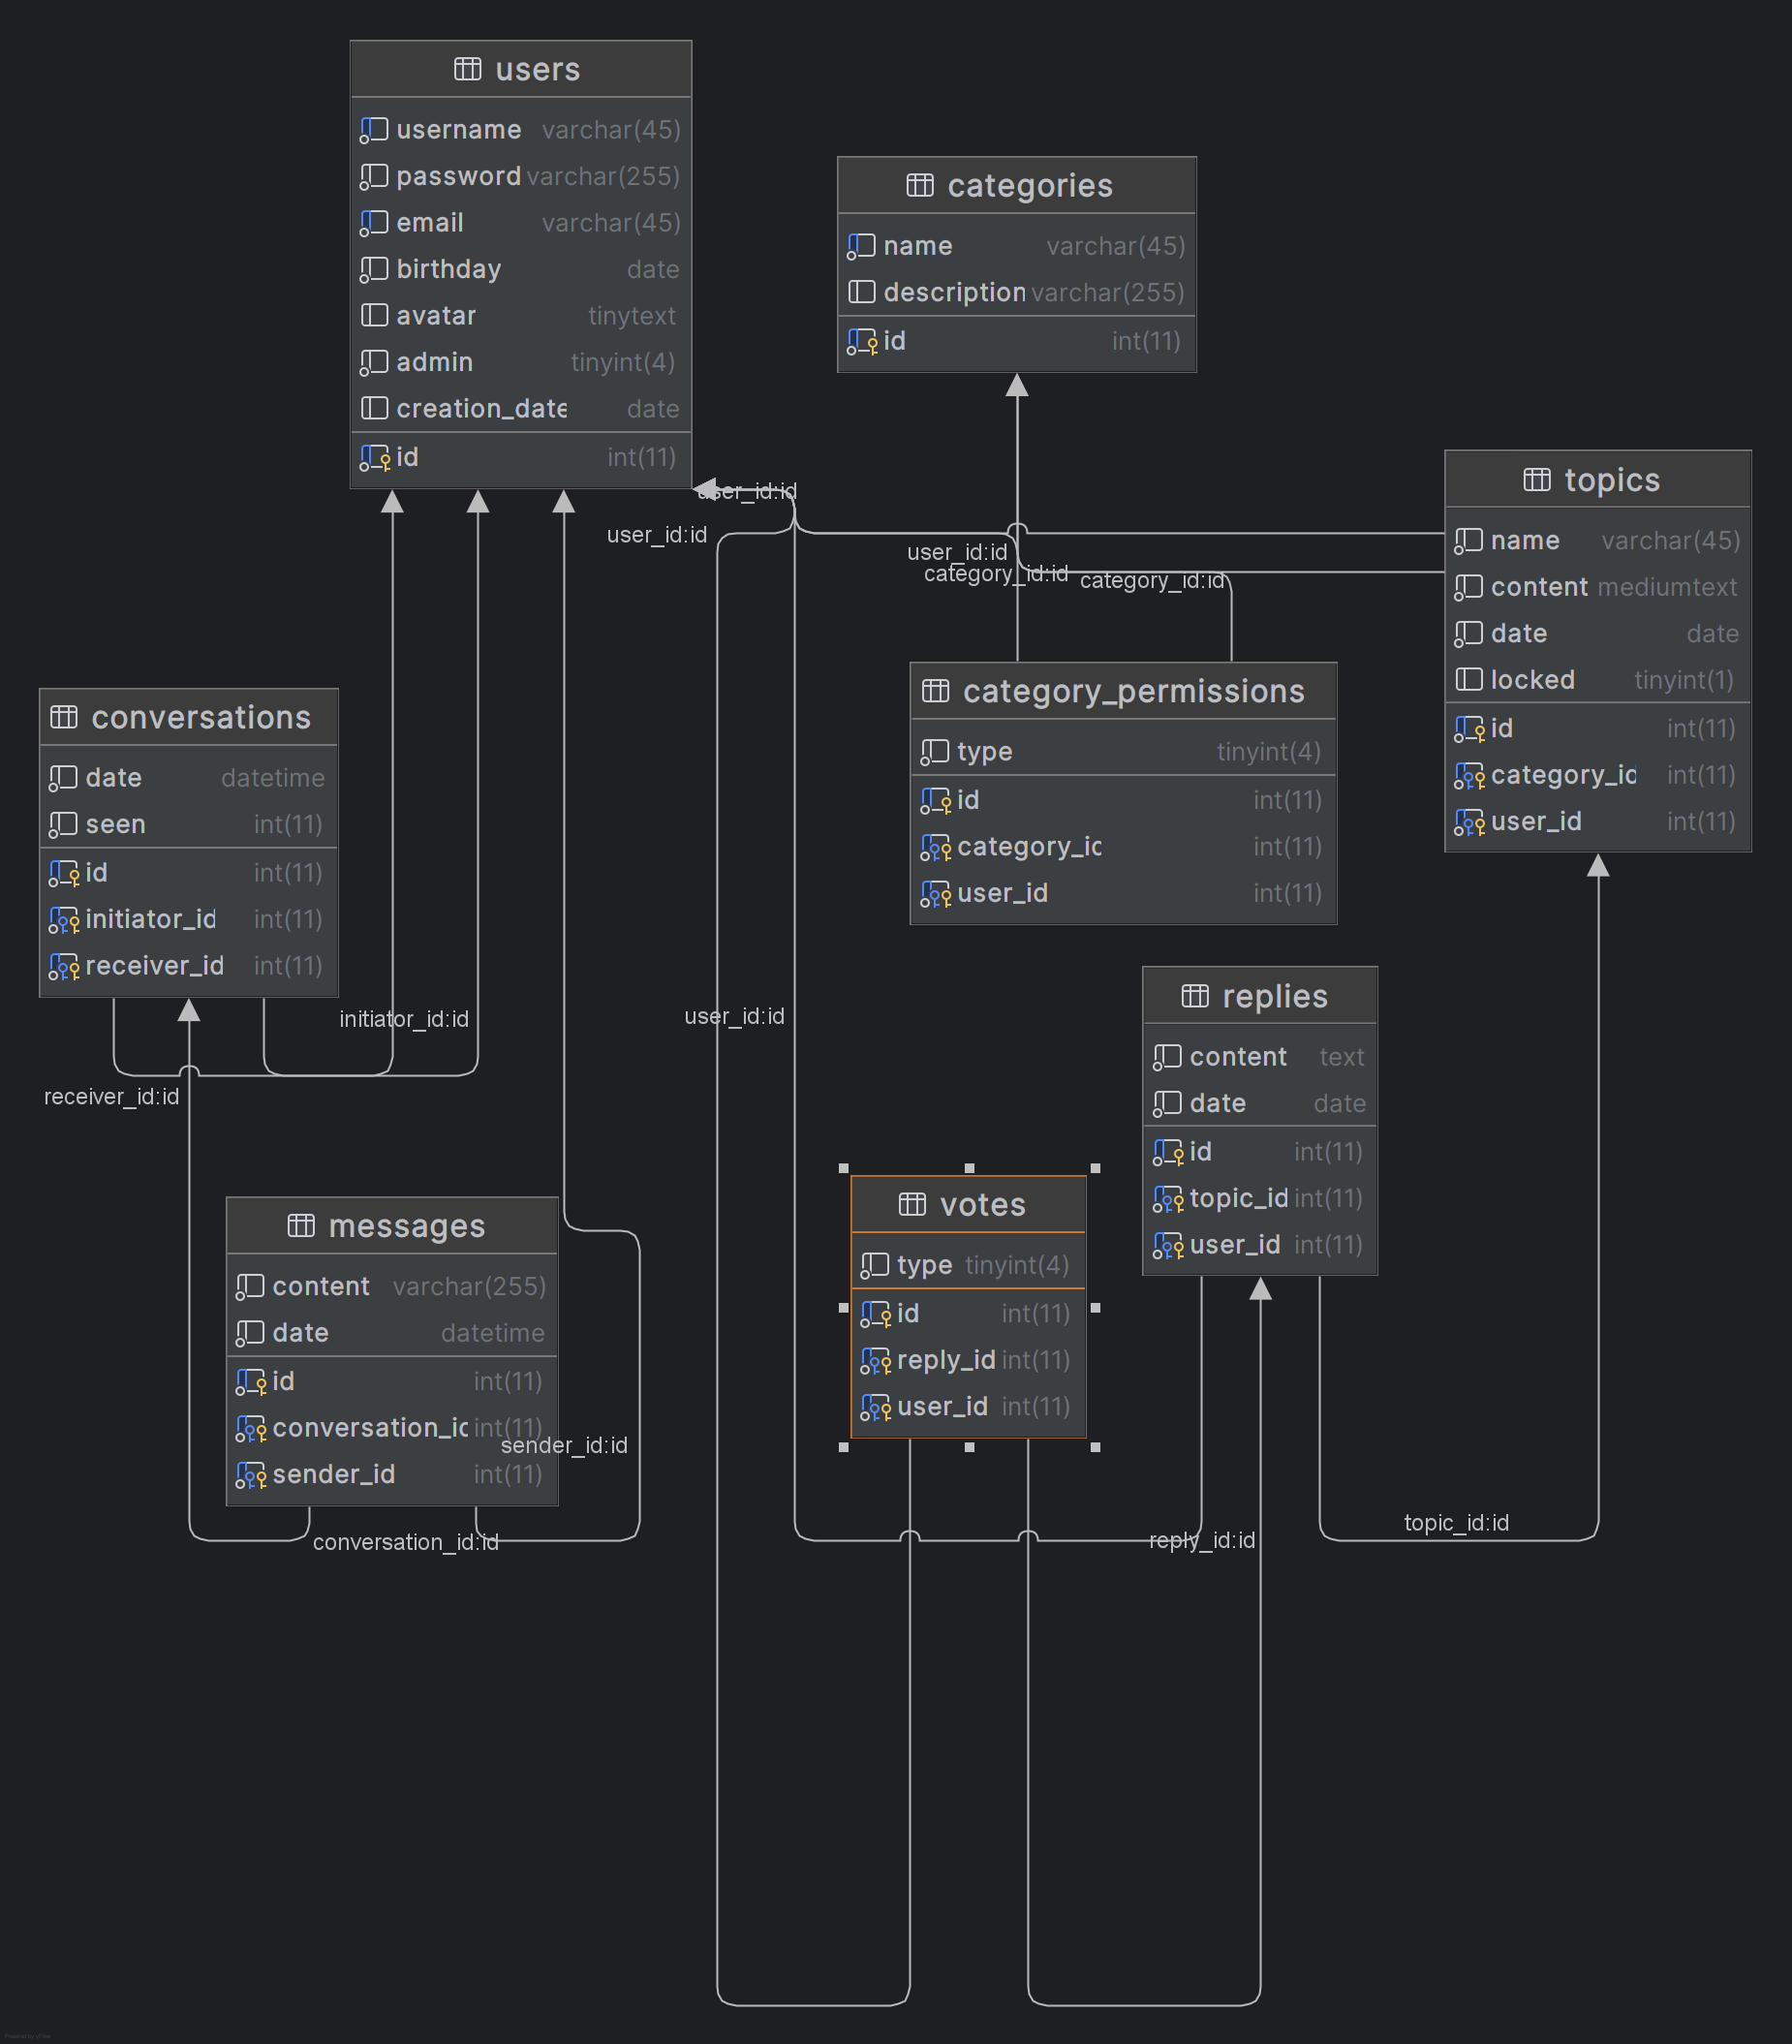 users
username varchar(45)
password varchar(255)
email varchar(45)
birthday date
avatar tinytext
admin tinyint(4)
creation_date date
id int(11)
categories
name varchar(45)
description varchar(255)
id int(11)
topics
name varchar(45)
content mediumtext
date date
locked tinyint(1)
id int(11)
category_id int(11)
user_id int(11)
user_id:id
user_id:id
user_id:id
category_id:id
category_id:id
category_permissions
type tinyint(4)
id int(11)
category_id int(11)
user_id int(11)
conversations
date datetime
seen int(11)
id int(11)
initiator_id int(11)
receiver_id int(11)
initiator_id:id
receiver_id:id
user_id:id
replies
content text
date date
id int(11)
topic_id int(11)
user_id int(11)
messages
content varchar(255)
date datetime
id int(11)
conversation_id int(11)
sender_id int(11)
sender_id:id
conversation_id:id
votes
type tinyint(4)
id int(11)
reply_id int(11)
user_id int(11)
reply_id:id
topic_id:id
Powered by yFiles